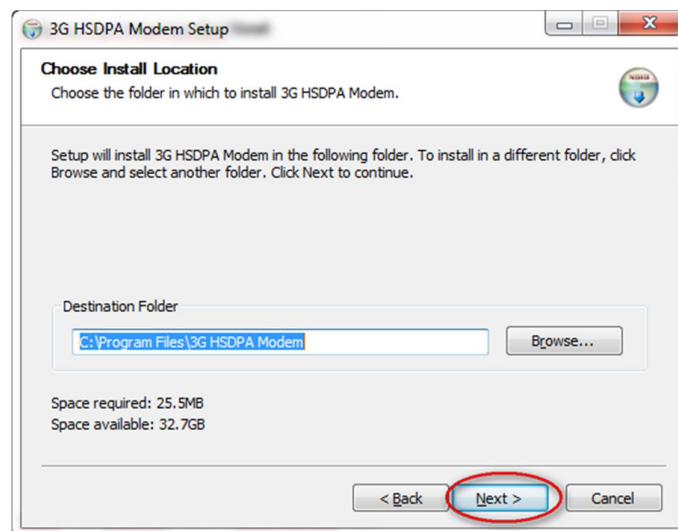 3G HSDPA Modem Setup
Choose Install Location
Choose the folder in which to install 3G HSDPA Modem.
Setup will install 3G HSDPA Modem in the following folder. To install in a different folder, click
Browse and select another folder. Click Next to continue.
Destination Folder
C:\Program Files\3G HSDPA Modem
Browse...
Space required: 25.5MB
Space available: 32.7GB
< Back
Next >
Cancel